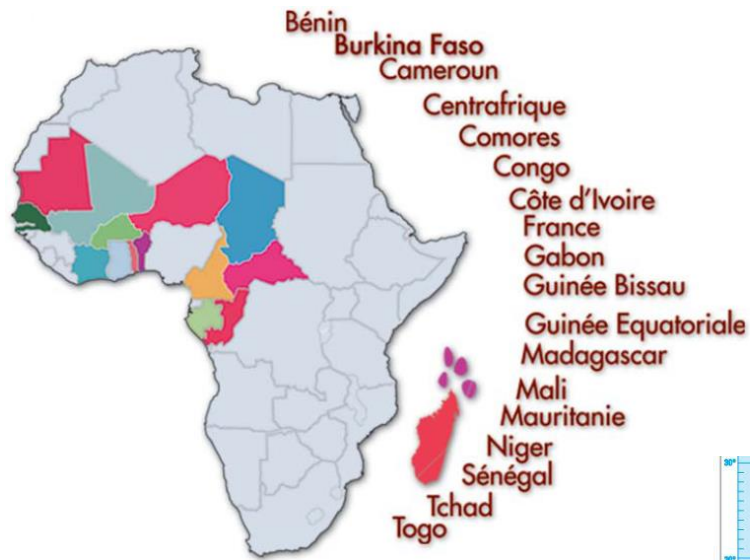 Bénin
Burkina Faso
Cameroun
Centrafrique
Comores
Congo
Côte d'Ivoire
France
Gabon
Guinée Bissau
Guinée Equatoriale
Madagascar
Mali
Mauritanie
Niger
Sénégal
Tchad
Togo
30°